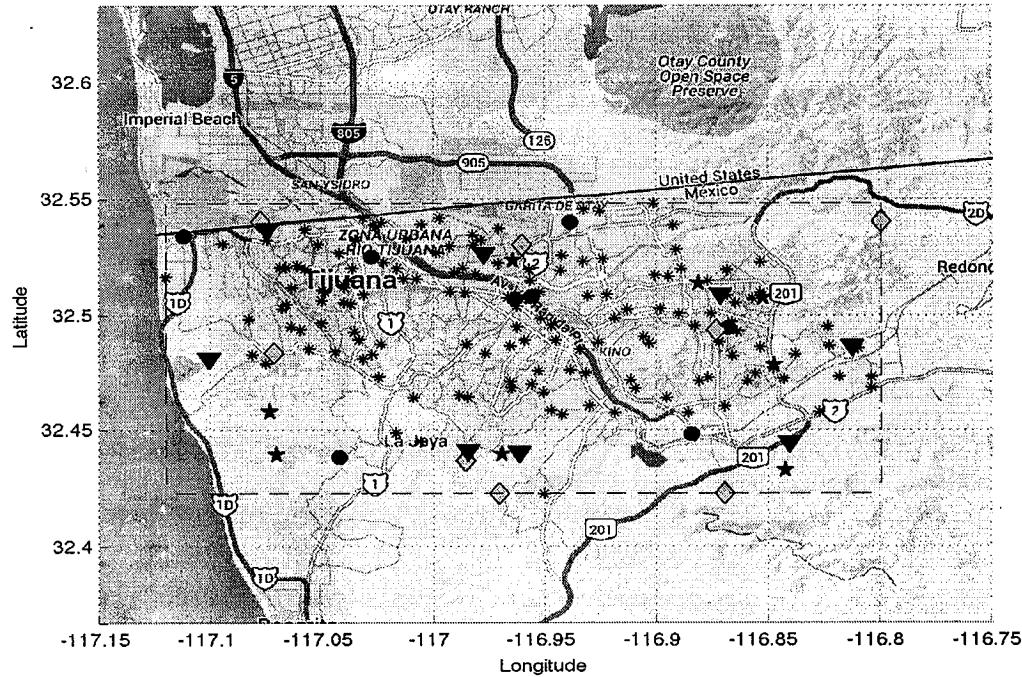 OTAY RANCH
32.6
5
Otay County
Open Space
Preserve
Imperial Beach
805
125
905
SAN YSIDRO
United States
México
32.55
GARITA DE OTAY
2D
ZONA URBANA
RIO TIJUANA
2
Tijuana
Redond
1D
201
32.5
1
KINO
Latitude
2
32.45
La Joya
201
1
1D
201
32.4
1D
-117.15
-117.1
-117.05
-117
-116.95
-116.9
-116.85
-116.8
-116.75
Longitude